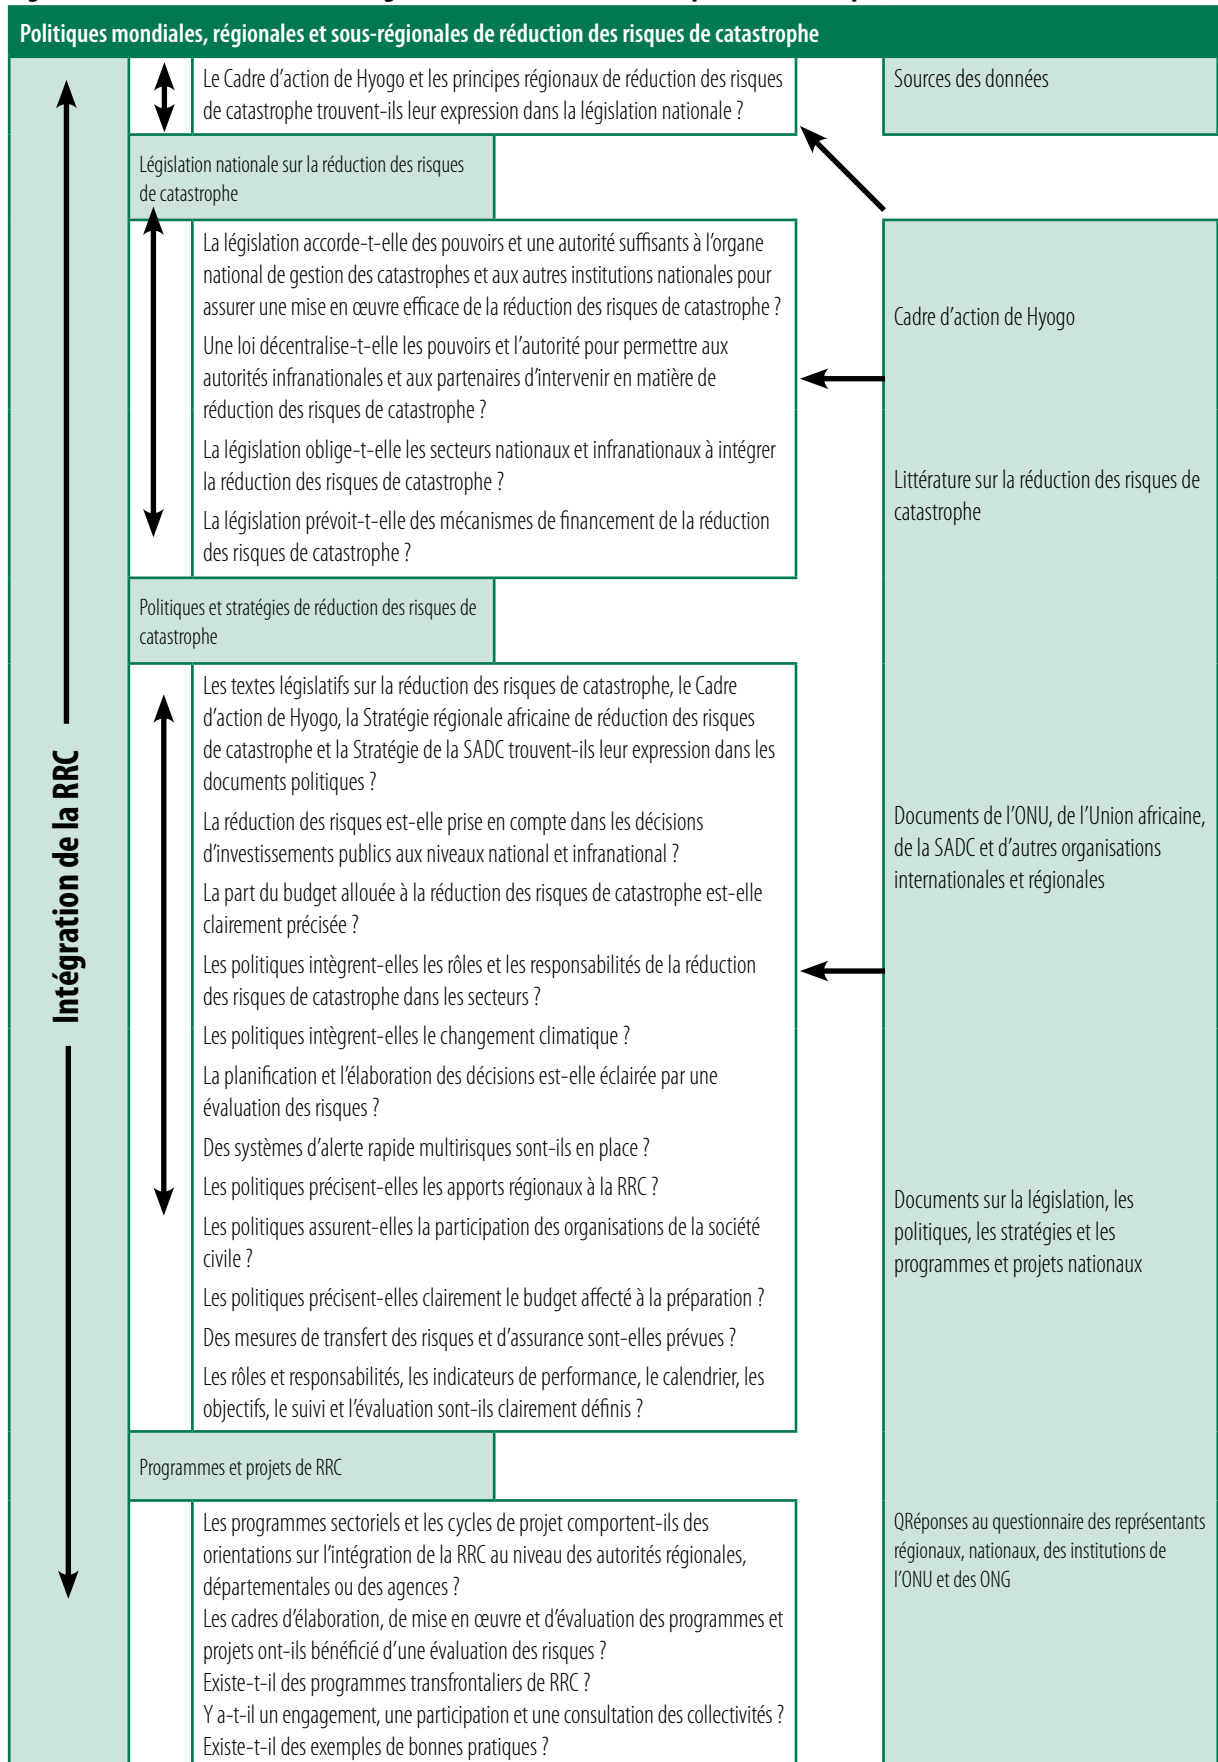 Politiques mondiales, régionales et sous-régionales de réduction des risques de catastrophe
Intégration de la RRC
Le Cadre d’action de Hyogo et les principes régionaux de réduction des risques
de catastrophe trouvent-ils leur expression dans la législation nationale ?
Législation nationale sur la réduction des risques
de catastrophe
La législation accorde-t-elle des pouvoirs et une autorité suffisants à l’organe
national de gestion des catastrophes et aux autres institutions nationales pour
assurer une mise en œuvre efficace de la réduction des risques de catastrophe ?
Une loi décentralise-t-elle les pouvoirs et l’autorité pour permettre aux
autorités infranationales et aux partenaires d’intervenir en matière de
réduction des risques de catastrophe ?
La législation oblige-t-elle les secteurs nationaux et infranationaux à intégrer
la réduction des risques de catastrophe ?
La législation prévoit-t-elle des mécanismes de financement de la réduction
des risques de catastrophe ?
Politiques et stratégies de réduction des risques de
catastrophe
Les textes législatifs sur la réduction des risques de catastrophe, le Cadre
d’action de Hyogo, la Stratégie régionale africaine de réduction des risques
de catastrophe et la Stratégie de la SADC trouvent-ils leur expression dans les
documents politiques ?
La réduction des risques est-elle prise en compte dans les décisions
d’investissements publics aux niveaux national et infranational ?
La part du budget allouée à la réduction des risques de catastrophe est-elle
clairement précisée ?
Les politiques intègrent-elles les rôles et les responsabilités de la réduction
des risques de catastrophe dans les secteurs ?
Les politiques intègrent-elles le changement climatique ?
La planification et l’élaboration des décisions est-elle éclairée par une
évaluation des risques ?
Des systèmes d’alerte rapide multirisques sont-ils en place ?
Les politiques précisent-elles les apports régionaux à la RRC ?
Les politiques assurent-elles la participation des organisations de la société
civile ?
Les politiques précisent-elles clairement le budget affecté à la préparation ?
Des mesures de transfert des risques et d’assurance sont-elles prévues ?
Les rôles et responsabilités, les indicateurs de performance, le calendrier, les
objectifs, le suivi et l’évaluation sont-ils clairement définis ?
Programmes et projets de RRC
Les programmes sectoriels et les cycles de projet comportent-ils des
orientations sur l’intégration de la RRC au niveau des autorités régionales,
départementales ou des agences ?
Les cadres d’élaboration, de mise en œuvre et d’évaluation des programmes et
projets ont-ils bénéficié d’une évaluation des risques ?
Existe-t-il des programmes transfrontaliers de RRC ?
Y a-t-il un engagement, une participation et une consultation des collectivités ?
Existe-t-il des exemples de bonnes pratiques ?
Sources des données
Cadre d’action de Hyogo
Littérature sur la réduction des risques de
catastrophe
Documents de l’ONU, de l’Union africaine,
de la SADC et d’autres organisations
internationales et régionales
Documents sur la législation, les
politiques, les stratégies et les
programmes et projets nationaux
QRéponses au questionnaire des représentants
régionaux, nationaux, des institutions de
l’ONU et des ONG